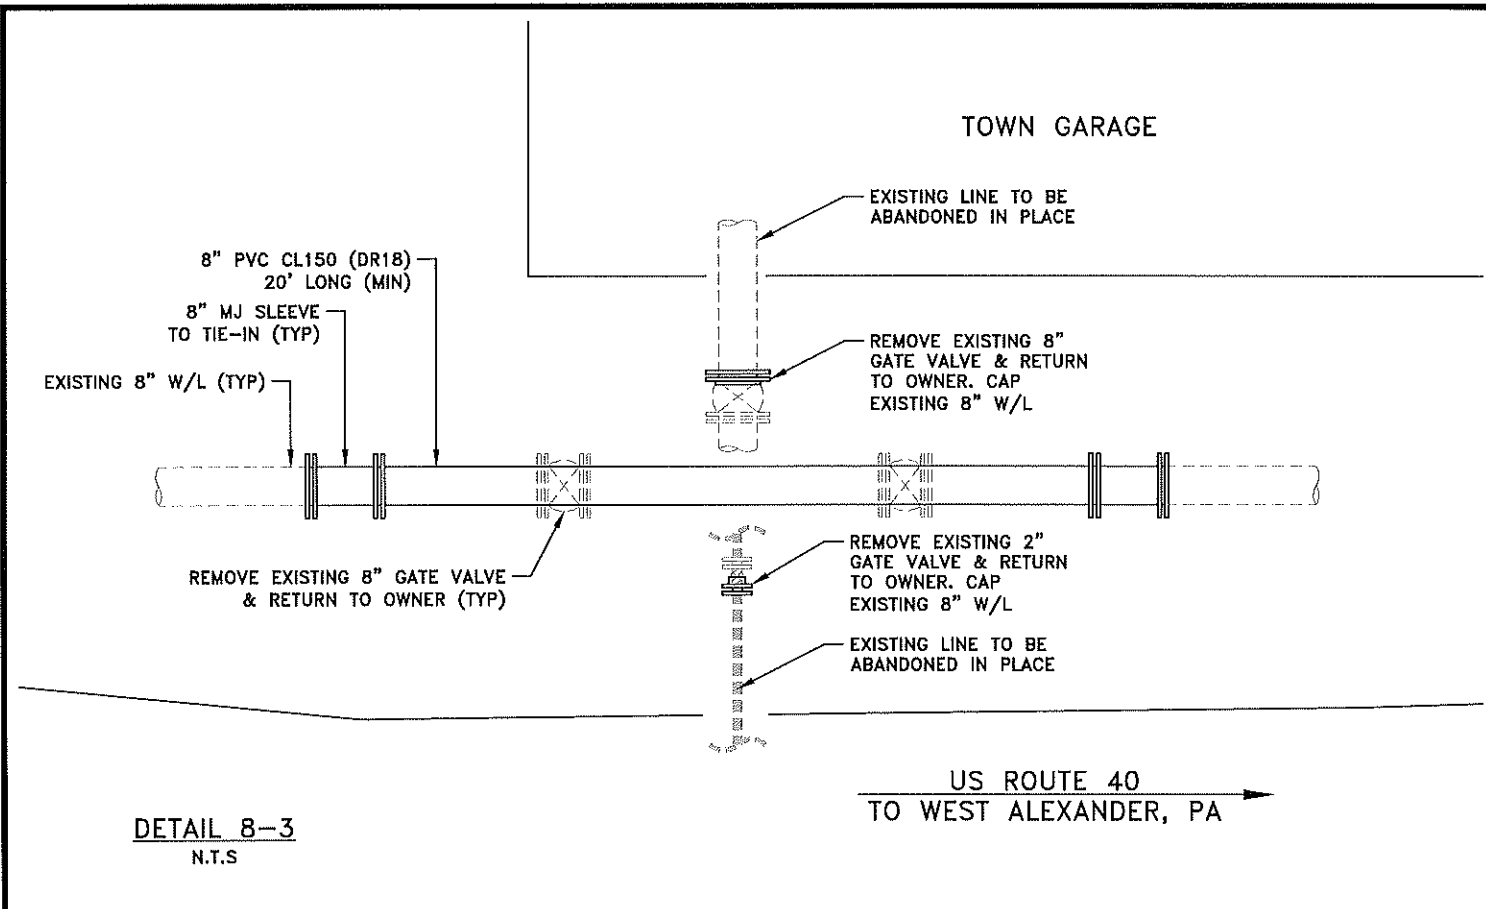 TOWN GARAGE
EXISTING LINE TO BE
ABANDONED IN PLACE
8" PVC CL150 (DR18)
20' LONG (MIN)
8" MJ SLEEVE
TO TIE-IN (TYP)
EXISTING 8" W/L (TYP)
REMOVE EXISTING 8"
GATE VALVE & RETURN
TO OWNER. CAP
EXISTING 8" W/L
REMOVE EXISTING 8" GATE VALVE
& RETURN TO OWNER (TYP)
REMOVE EXISTING 2"
GATE VALVE & RETURN
TO OWNER. CAP
EXISTING 8" W/L
EXISTING LINE TO BE
ABANDONED IN PLACE
US ROUTE 40
TO WEST ALEXANDER, PA
DETAIL 8-3
N.T.S